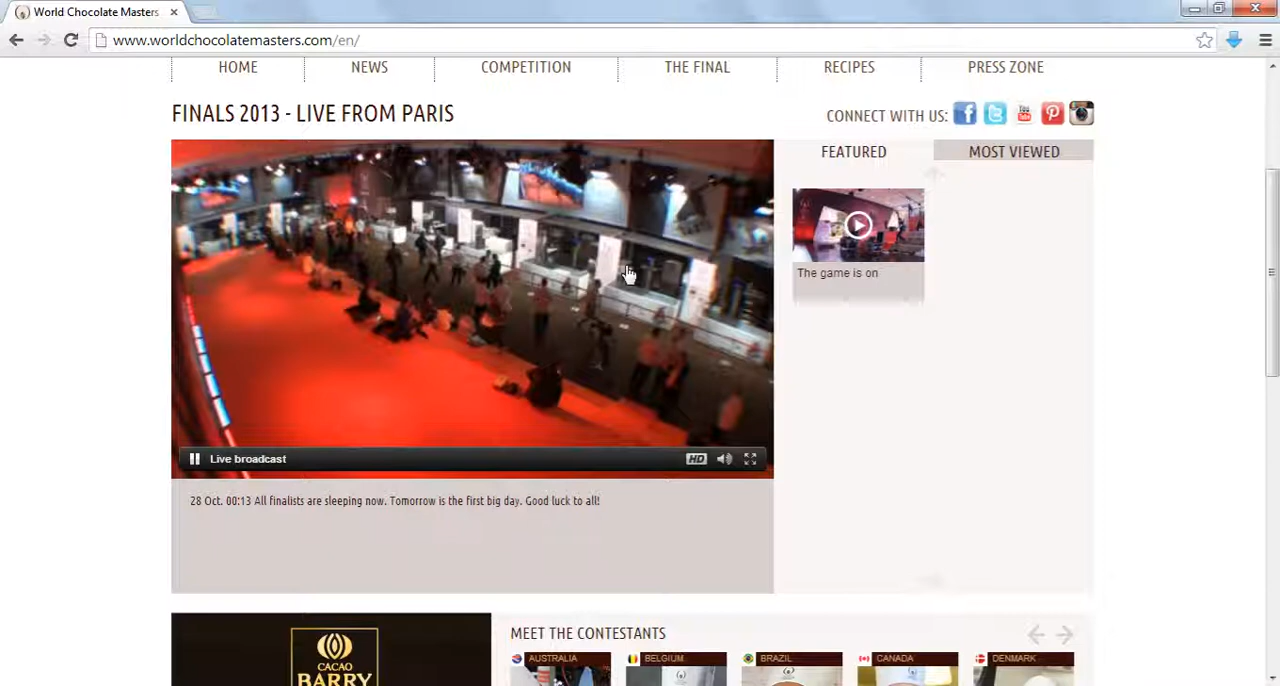 World Chocolate Masters
www.worldchocolatemasters.com/en/
HOME NEWS COMPETITION THE FINAL RECIPES PRESS ZONE
FINALS 2013 - LIVE FROM PARIS
CONNECT WITH US:
You Tube
FEATURED MOST VIEWED
The game is on
Live broadcast
HD
28 Oct. 00:13 All finalists are sleeping now. Tomorrow is the first big day. Good luck to all!
MEET THE CONTESTANTS
AUSTRALIA BELGIUM BRAZIL CANADA DENMARK
CACAO
BARRY